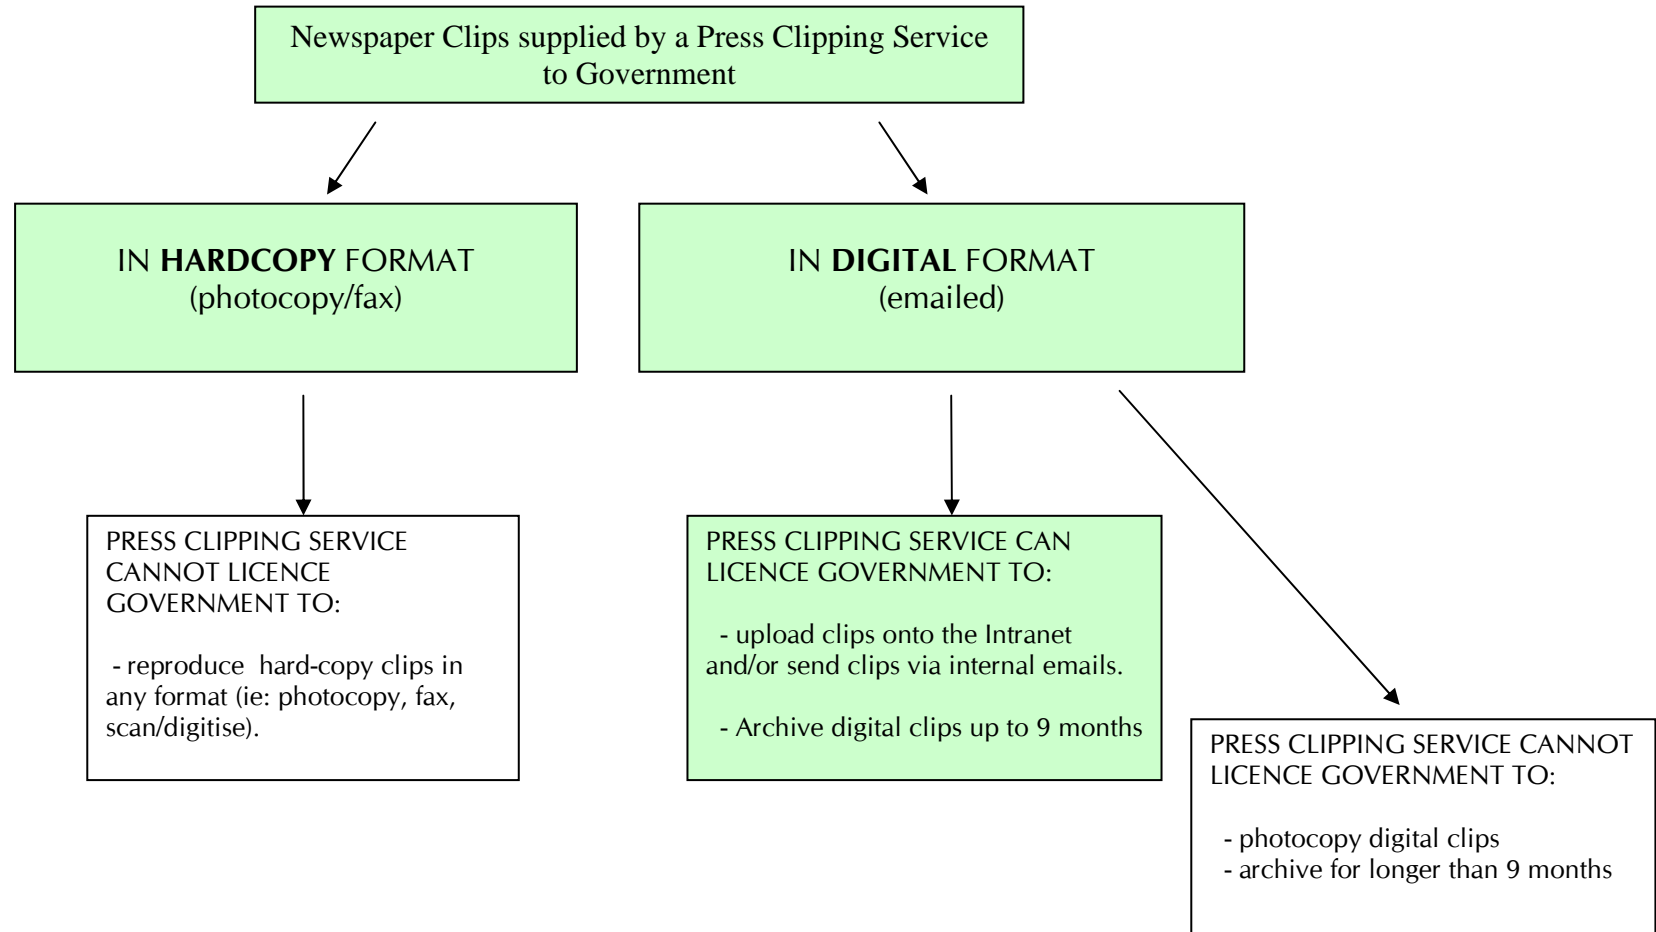 Newspaper Clips supplied by a Press Clipping Service
to Government
IN HARDCOPY FORMAT
(photocopy/fax)
IN DIGITAL FORMAT
(emailed)
PRESS CLIPPING SERVICE
CANNOT LICENCE
GOVERNMENT TO:
- reproduce hard-copy clips in
any format (ie: photocopy, fax,
scan/digitise).
PRESS CLIPPING SERVICE CAN
LICENCE GOVERNMENT TO:
- upload clips onto the Intranet
and/or send clips via internal emails.
- Archive digital clips up to 9 months
PRESS CLIPPING SERVICE CANNOT
LICENCE GOVERNMENT TO:
- photocopy digital clips
- archive for longer than 9 months